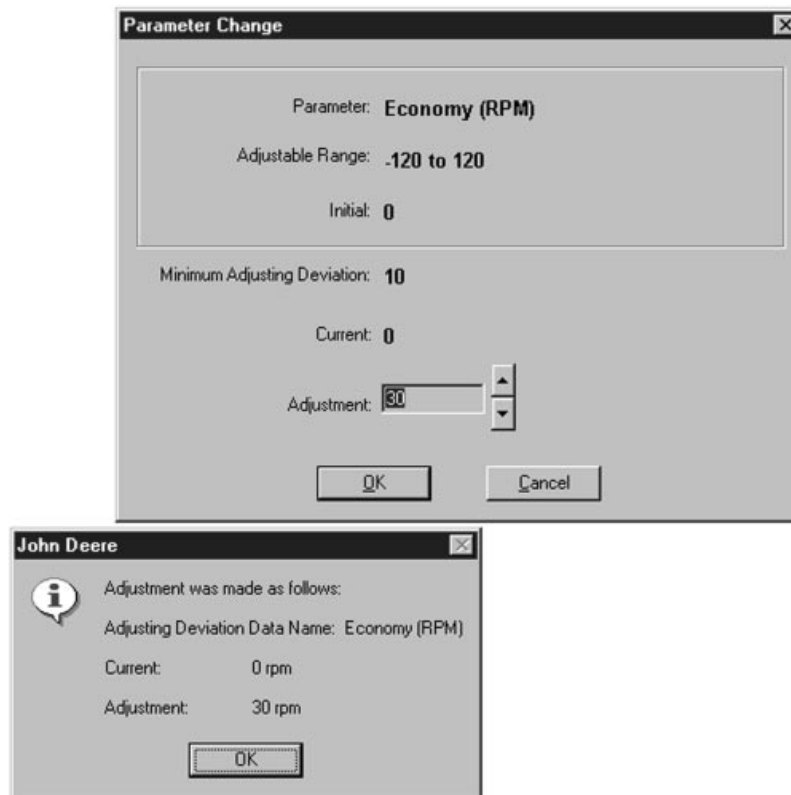 Parameter Change
Parameter: Economy (RPM)
Adjustable Range: -120 to 120
Initial: 0
Minimum Adjusting Deviation: 10
Current: 0
Adjustment: 30
OK
Cancel
John Deere
Adjustment was made as follows:
Adjusting Deviation Data Name: Economy (RPM)
Current: 0 rpm
Adjustment: 30 rpm
OK